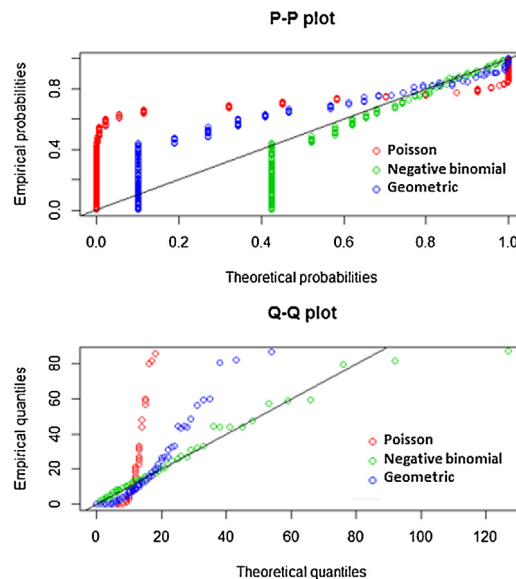 P-P plot
Empirical probabilities
0.8
0.4
0.0
Poisson
Negative binomial
Geometric
0.0 0.2 0.4 0.6 0.8 1.0
Theoretical probabilities
Q-Q plot
Empirical quantiles
80
60
40
20
0
Poisson
Negative binomial
Geometric
0 20 40 60 80 100 120
Theoretical quantiles